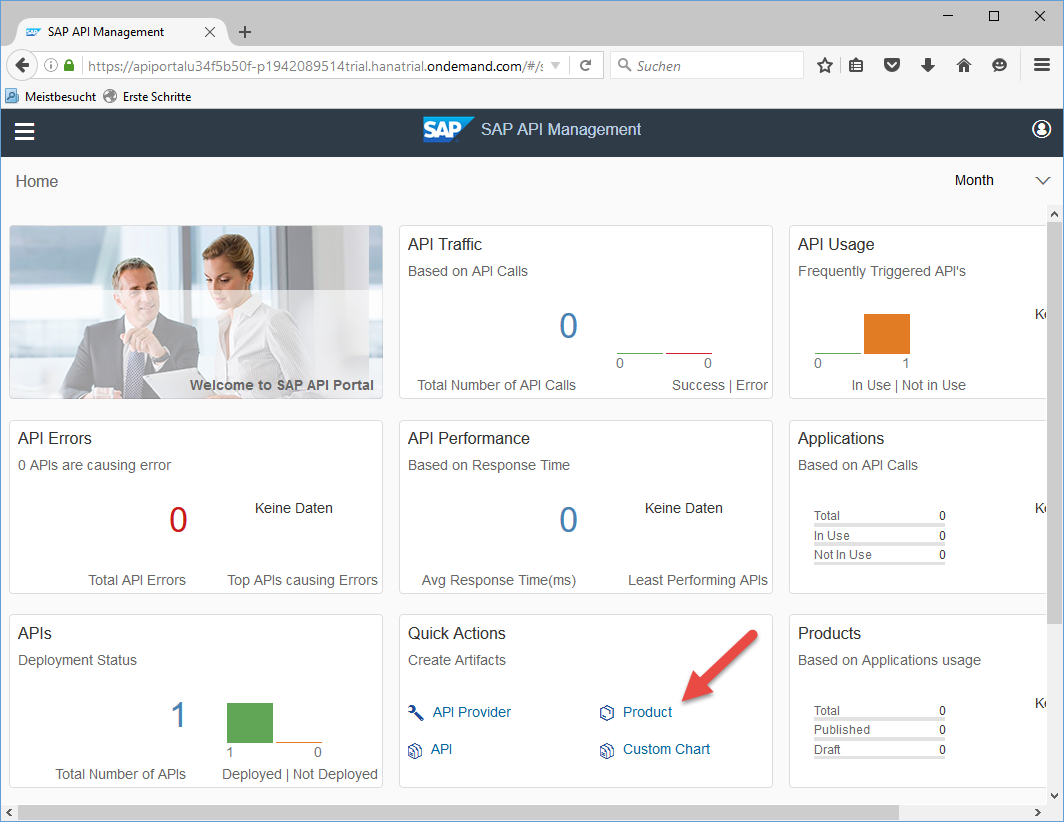 SAP SAP API Management
https://apiportalu34f5b50f-p1942089514trial.hanatrial.ondemand.com/#/s
Suchen
Meistbesucht Erste Schritte
SAP SAP API Management
Home
Month
Welcome to SAP API Portal
API Traffic
Based on API Calls
0
0 0
Total Number of API Calls Success | Error
API Usage
Frequently Triggered API's
0 1
In Use | Not in Use
API Errors
0 APIs are causing error
0
Keine Daten
Total API Errors Top APIs causing Errors
API Performance
Based on Response Time
0
Keine Daten
Avg Response Time(ms) Least Performing APIs
Applications
Based on API Calls
Total 0
In Use 0
Not In Use 0
APIs
Deployment Status
1
1 0
Total Number of APIs Deployed | Not Deployed
Quick Actions
Create Artifacts
API Provider Product
API Custom Chart
Products
Based on Applications usage
Total 0
Published 0
Draft 0